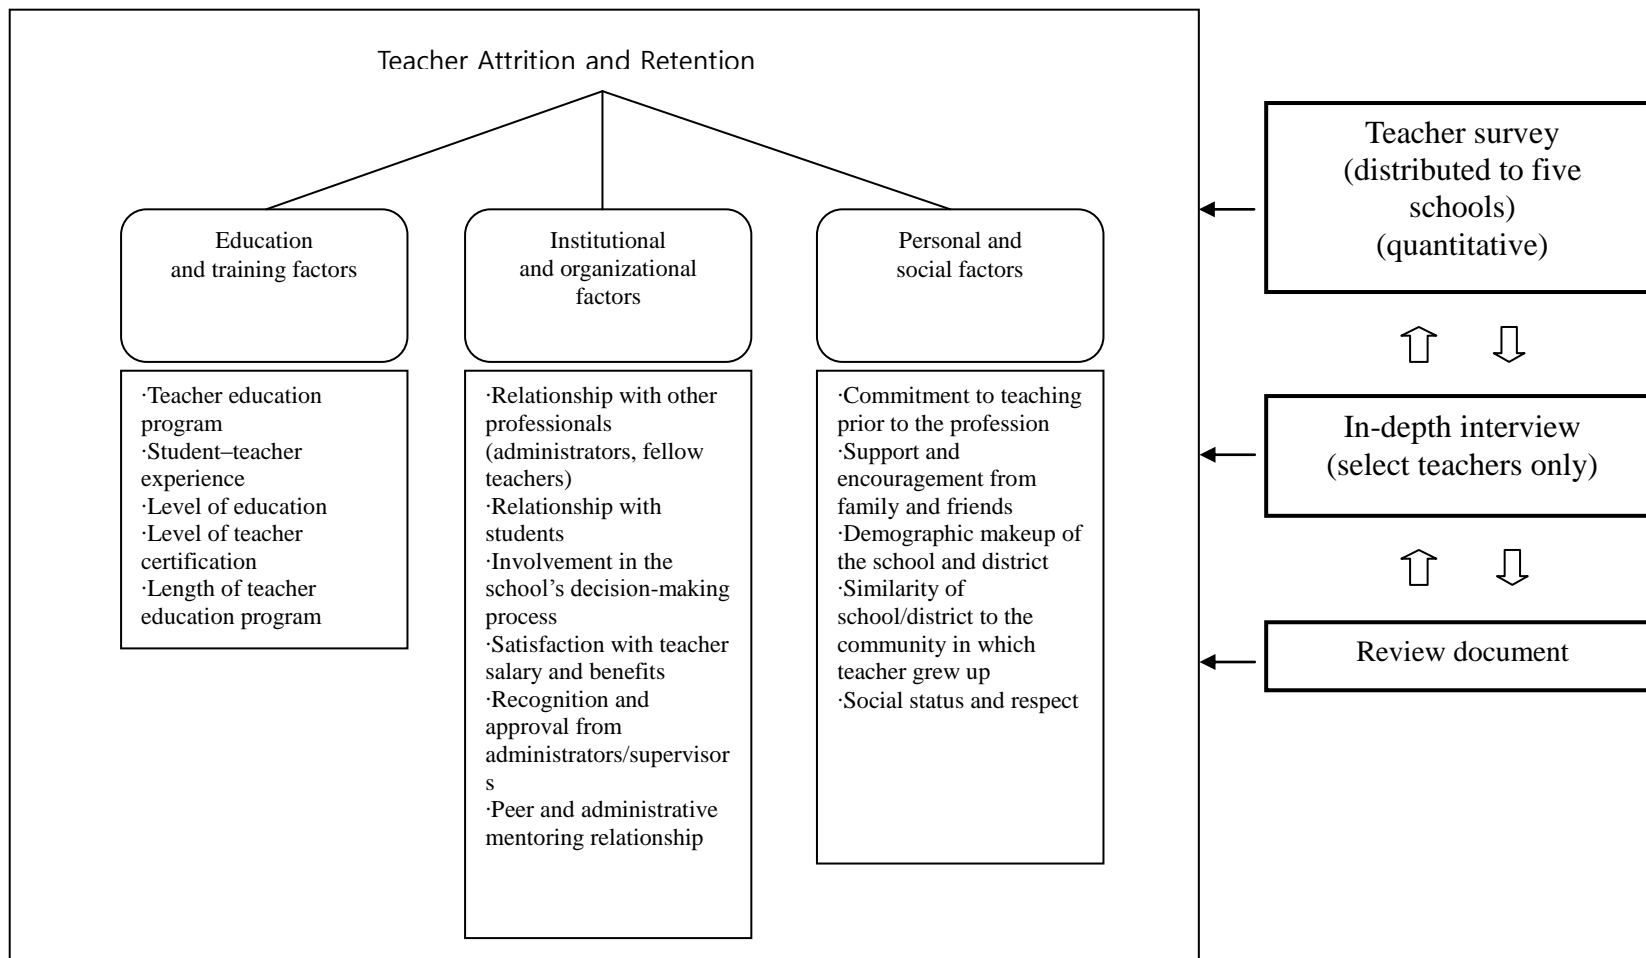 Teacher Attrition and Retention
Education
and training factors
Institutional
and organizational
factors
Personal and
social factors
·Teacher education
program
·Student–teacher
experience
·Level of education
·Level of teacher
certification
·Length of teacher
education program
·Relationship with other
professionals
(administrators, fellow
teachers)
·Relationship with
students
·Involvement in the
school’s decision-making
process
·Satisfaction with teacher
salary and benefits
·Recognition and
approval from
administrators/supervisor
s
·Peer and administrative
mentoring relationship
·Commitment to teaching
prior to the profession
·Support and
encouragement from
family and friends
·Demographic makeup of
the school and district
·Similarity of
school/district to the
community in which
teacher grew up
·Social status and respect
Teacher survey
(distributed to five
schools)
(quantitative)
In-depth interview
(select teachers only)
Review document